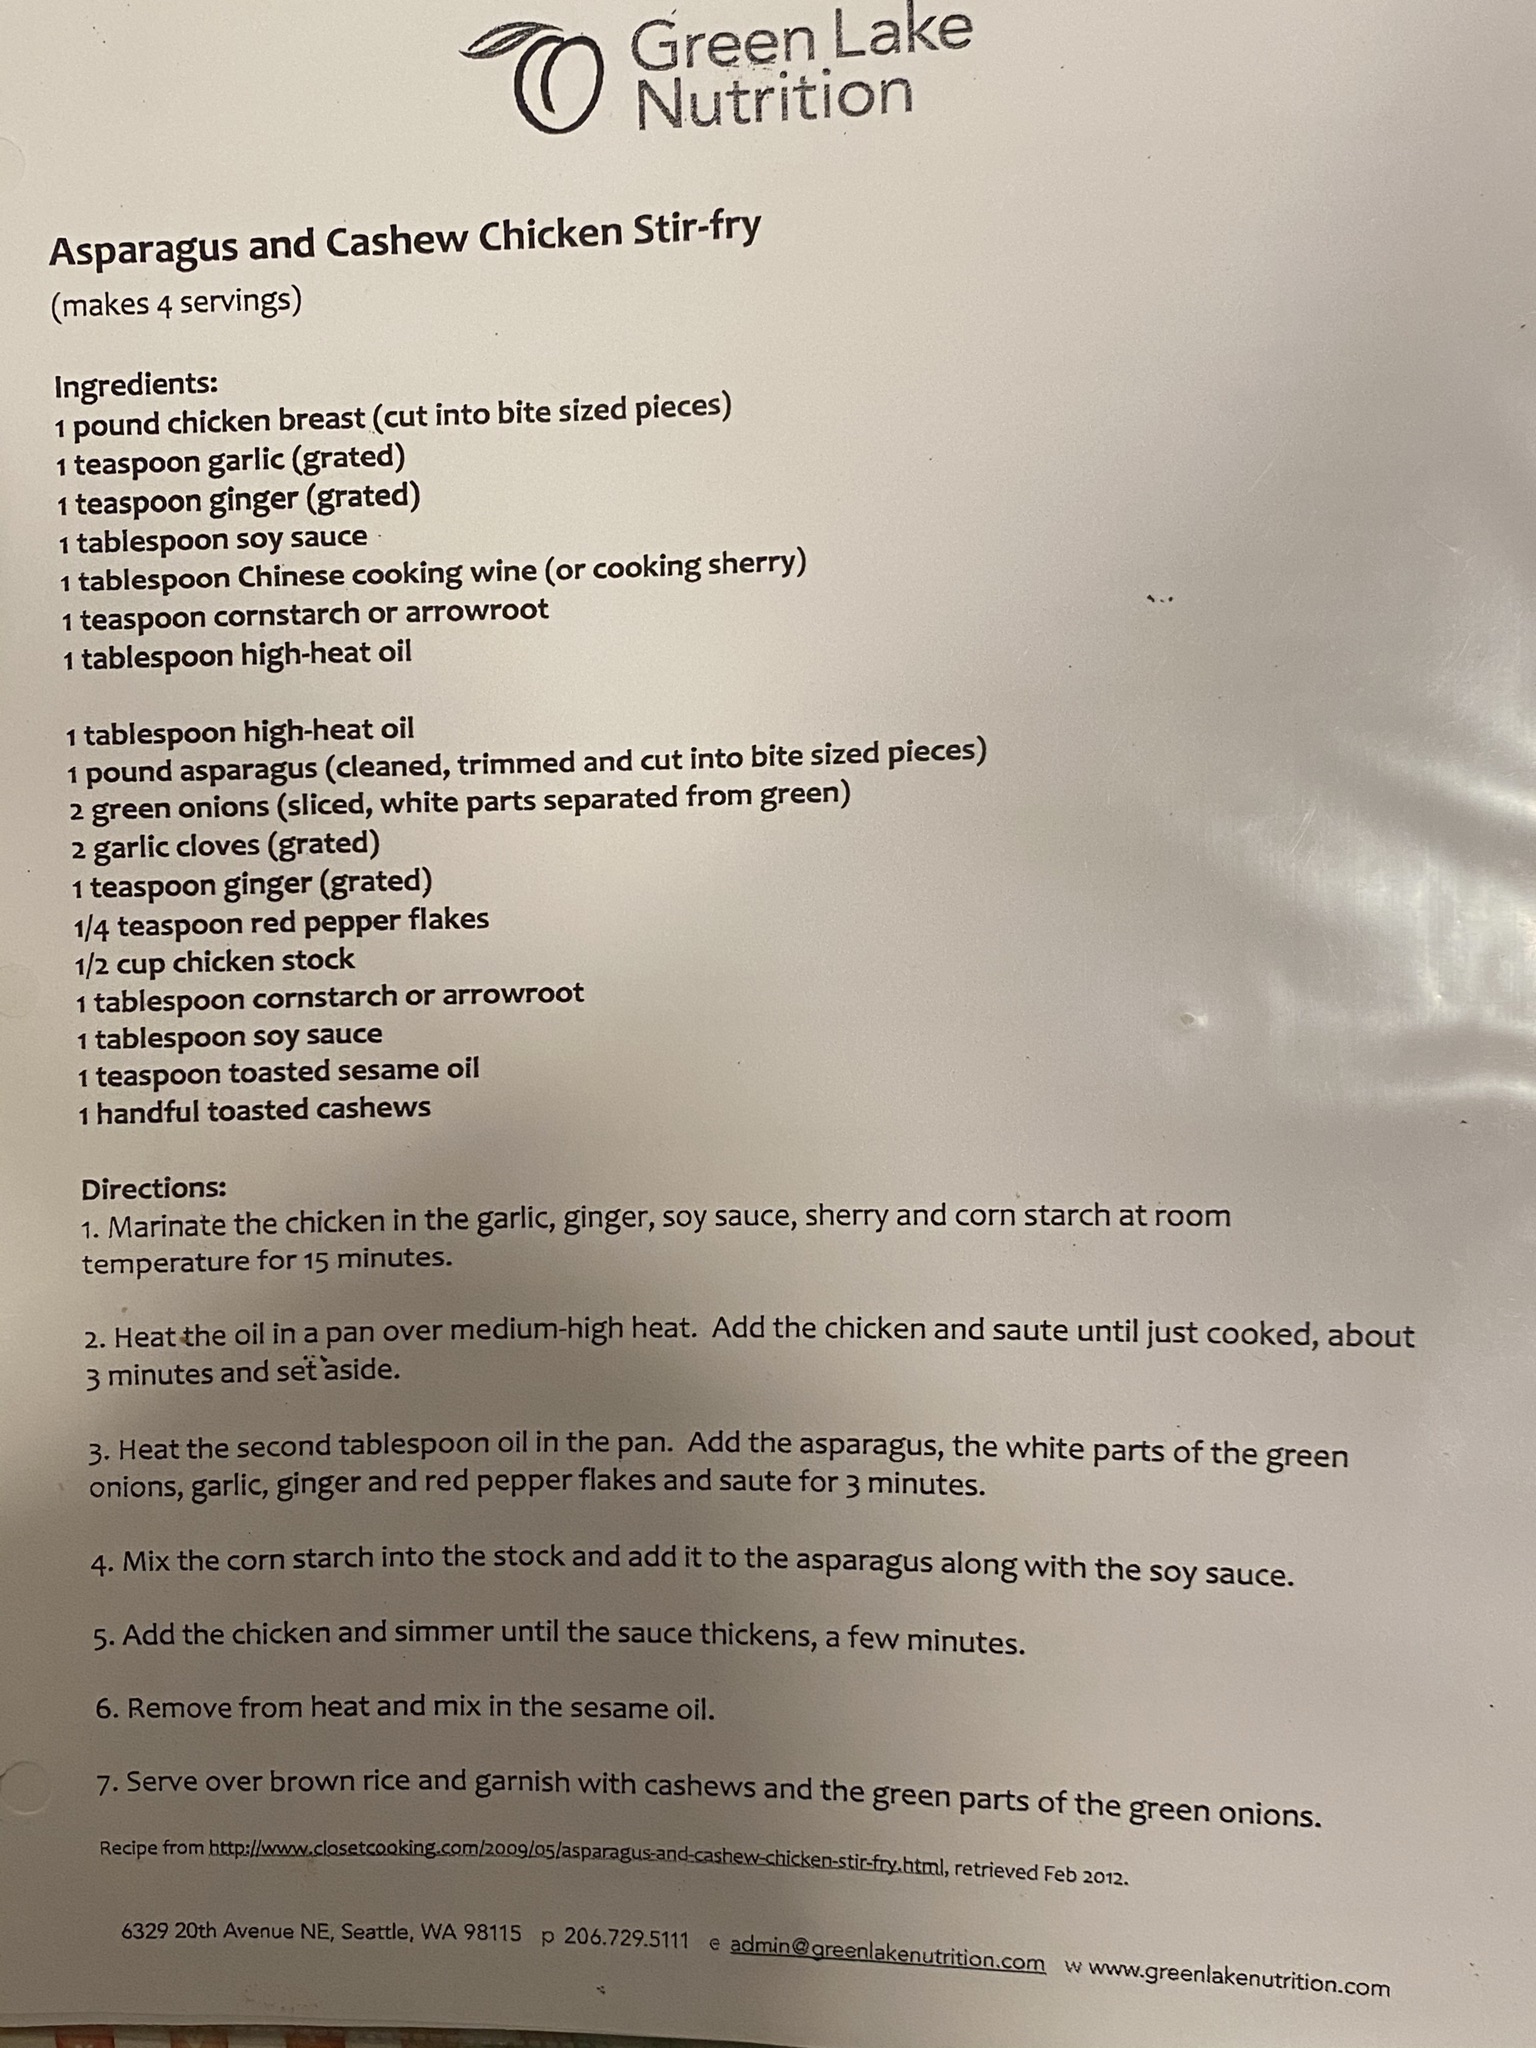 Green Lake
Nutrition
Asparagus and Cashew Chicken Stir-fry
(makes 4 servings)
Ingredients:
1 pound chicken breast (cut into bite sized pieces)
1 teaspoon garlic (grated)
1 teaspoon ginger (grated)
1 tablespoon soy sauce
1 tablespoon Chinese cooking wine (or cooking sherry)
1 teaspoon cornstarch or arrowroot
1 tablespoon high-heat oil
1 tablespoon high-heat oil
1 pound asparagus (cleaned, trimmed and cut into bite sized pieces)
2 green onions (sliced, white parts separated from green)
2 garlic cloves (grated)
1 teaspoon ginger (grated)
1/4 teaspoon red pepper flakes
1/2 cup chicken stock
1 tablespoon cornstarch or arrowroot
1 tablespoon soy sauce
1 teaspoon toasted sesame oil
1 handful toasted cashews
Directions:
1. Marinate the chicken in the garlic, ginger, soy sauce, sherry and corn starch at room
temperature for 15 minutes.
2. Heat the oil in a pan over medium-high heat.  Add the chicken and saute until just cooked, about
3 minutes and set aside.
3. Heat the second tablespoon oil in the pan.  Add the asparagus, the white parts of the green
onions, garlic, ginger and red pepper flakes and saute for 3 minutes.
4. Mix the corn starch into the stock and add it to the asparagus along with the soy sauce.
5. Add the chicken and simmer until the sauce thickens, a few minutes.
6. Remove from heat and mix in the sesame oil.
7. Serve over brown rice and garnish with cashews and the green parts of the green onions.
Recipe from http://www.closetcooking.com/2009/05/asparagus-and-cashew-chicken-stir-fry.html, retrieved Feb 2012.
6329 20th Avenue NE, Seattle, WA 98115 p 206.729.5111 e admin@greenlakenutrition.com w www.greenlakenutrition.com